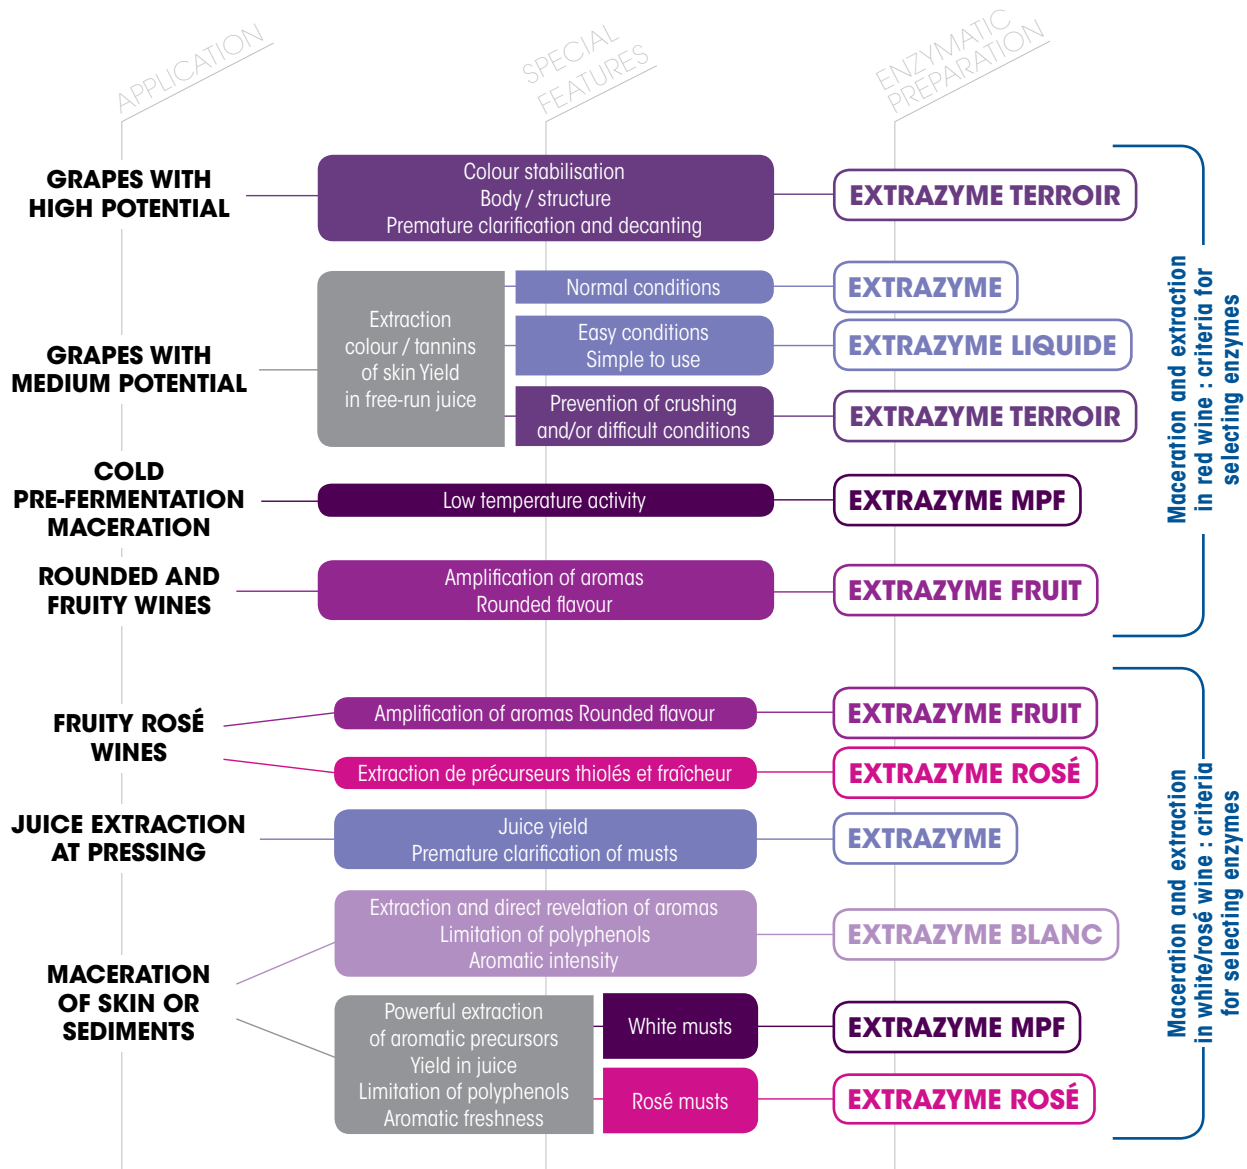 APPLICATION
SPECIAL
FEATURES
ENZYMATIC
PREPARATION
GRAPES WITH
HIGH POTENTIAL
Colour stabilisation
Body / structure
Premature clarification and decanting
EXTRAZYME TERROIR
GRAPES WITH
MEDIUM POTENTIAL
Extraction
colour / tannins
of skin Yield
in free-run juice
Normal conditions
EXTRAZYME
Easy conditions
Simple to use
EXTRAZYME LIQUIDE
Prevention of crushing
and/or difficult conditions
EXTRAZYME TERROIR
COLD
PRE-FERMENTATION
MACERATION
Low temperature activity
EXTRAZYME MPF
ROUNDED AND
FRUITY WINES
Amplification of aromas
Rounded flavour
EXTRAZYME FRUIT
Maceration and extraction
in red wine : criteria for
selecting enzymes
FRUITY ROSÉ
WINES
Amplification of aromas Rounded flavour
EXTRAZYME FRUIT
Extraction de précurseurs thiolés et fraîcheur
EXTRAZYME ROSÉ
JUICE EXTRACTION
AT PRESSING
Juice yield
Premature clarification of musts
EXTRAZYME
MACERATION
OF SKIN OR
SEDIMENTS
Extraction and direct revelation of aromas
Limitation of polyphenols
Aromatic intensity
EXTRAZYME BLANC
Powerful extraction
of aromatic precursors
Yield in juice
Limitation of polyphenols
Aromatic freshness
White musts
EXTRAZYME MPF
Rosé musts
EXTRAZYME ROSÉ
Maceration and extraction
in white/rosé wine : criteria
for selecting enzymes